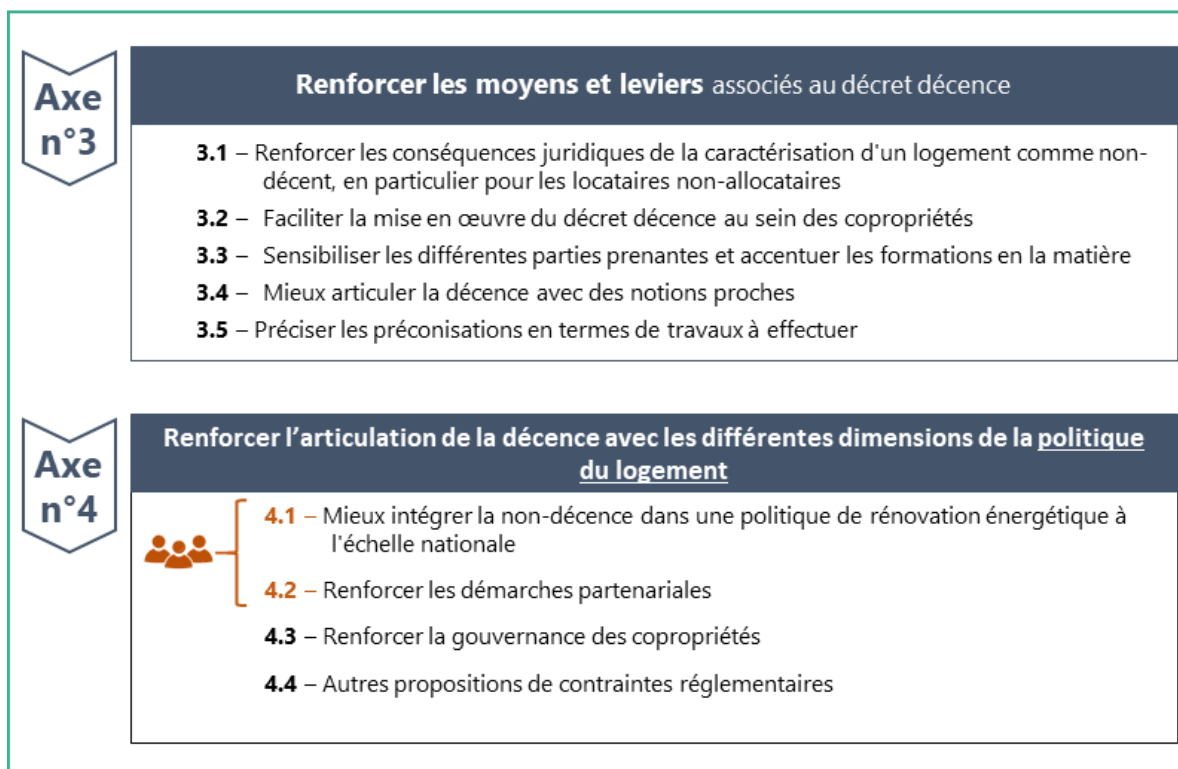 Axe
n°3
Renforcer les moyens et leviers associés au décret décence
3.1 – Renforcer les conséquences juridiques de la caractérisation d'un logement comme non-
décent, en particulier pour les locataires non-allocataires
3.2 – Faciliter la mise en œuvre du décret décence au sein des copropriétés
3.3 – Sensibiliser les différentes parties prenantes et accentuer les formations en la matière
3.4 – Mieux articuler la décence avec des notions proches
3.5 – Préciser les préconisations en termes de travaux à effectuer
Axe
n°4
Renforcer l’articulation de la décence avec les différentes dimensions de la politique
du logement
4.1 – Mieux intégrer la non-décence dans une politique de rénovation énergétique à
l'échelle nationale
4.2 – Renforcer les démarches partenariales
4.3 – Renforcer la gouvernance des copropriétés
4.4 – Autres propositions de contraintes réglementaires